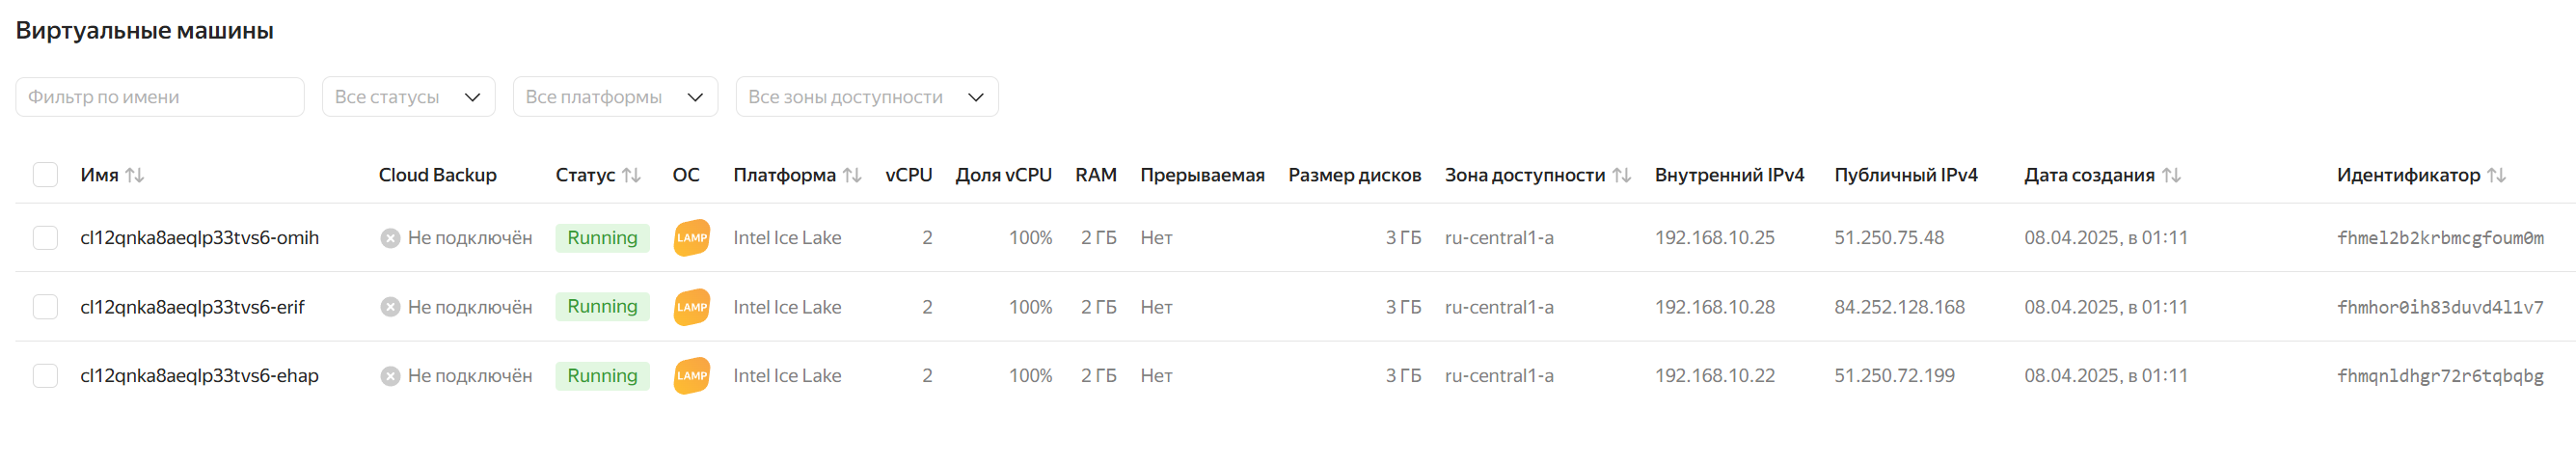 Виртуальные машины
Фильтр по имени Все статусы Все платформы Все зоны доступности
Имя Cloud Backup Статус ОС Платформа vCPU Доля vCPU RAM Прерываемая Размер дисков Зона доступности Внутренний IPv4 Публичный IPv4 Дата создания Идентификатор
cl12qnka8aeqlp33tvs6-omih Не подключён Running LAMP Intel Ice Lake 2 100% 2 ГБ Нет 3 ГБ ru-central1-a 192.168.10.25 51.250.75.48 08.04.2025, в 01:11 fhmel2b2krbmcgfoum0m
cl12qnka8aeqlp33tvs6-erif Не подключён Running LAMP Intel Ice Lake 2 100% 2 ГБ Нет 3 ГБ ru-central1-a 192.168.10.28 84.252.128.168 08.04.2025, в 01:11 fhmhor0ih83duvd4l1v7
cl12qnka8aeqlp33tvs6-ehap Не подключён Running LAMP Intel Ice Lake 2 100% 2 ГБ Нет 3 ГБ ru-central1-a 192.168.10.22 51.250.72.199 08.04.2025, в 01:11 fhmqnldhgr72r6tqbqbg